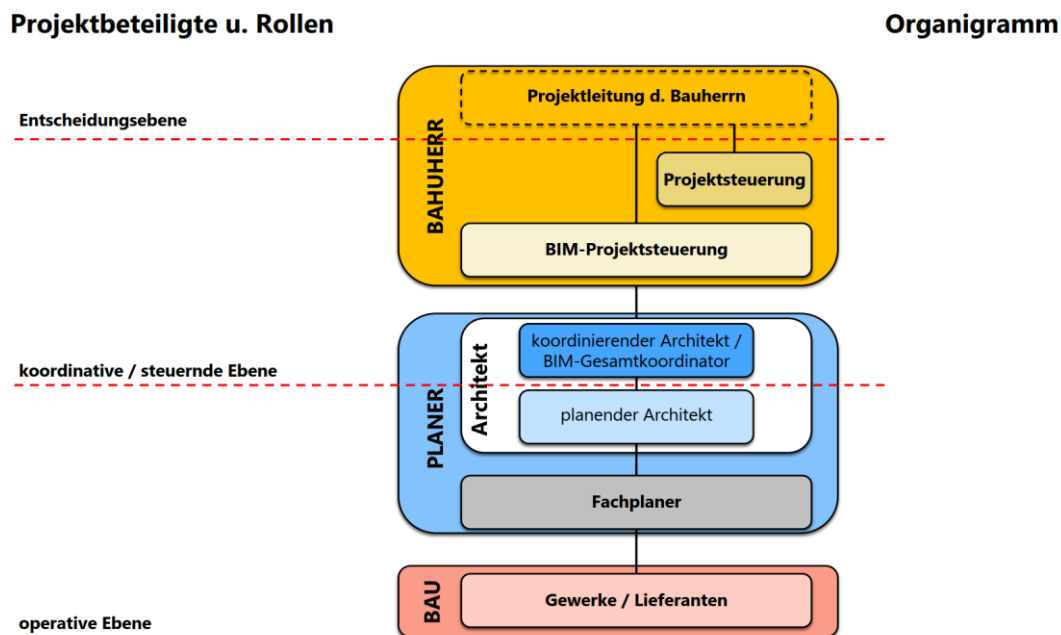 Projektbeteiligte u. Rollen
Organigramm
Projektleitung d. Bauherrn
Entscheidungsebene
BAHUHERR
Projektsteuerung
BIM-Projektsteuerung
PLANER
Architekt
koordinierender Architekt /
BIM-Gesamtkoordinator
koordinative / steuernde Ebene
planender Architekt
Fachplaner
BAU
Gewerke / Lieferanten
operative Ebene